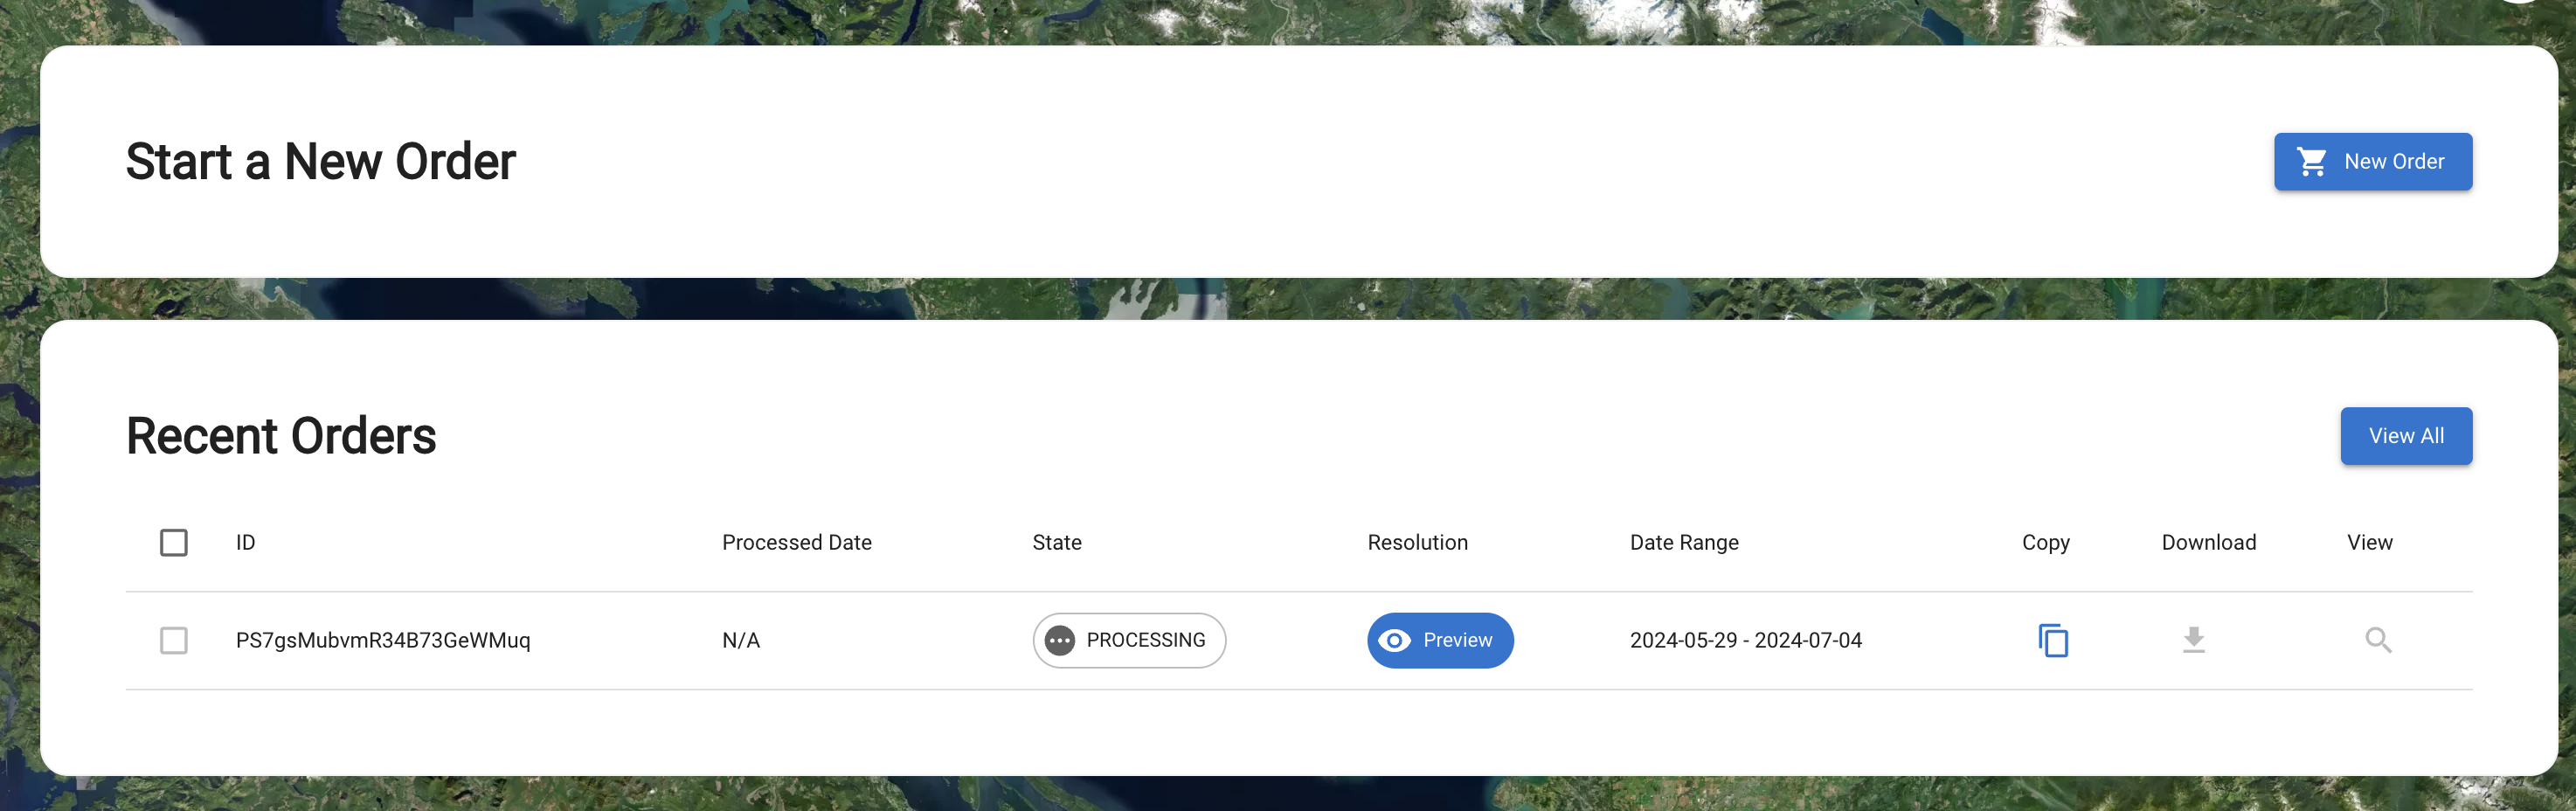 Start a New Order
New Order
Recent Orders
View All
ID Processed Date State Resolution Date Range Copy Download View
PS7gsMubvmR34B73GeWMuq N/A PROCESSING Preview 2024-05-29 - 2024-07-04